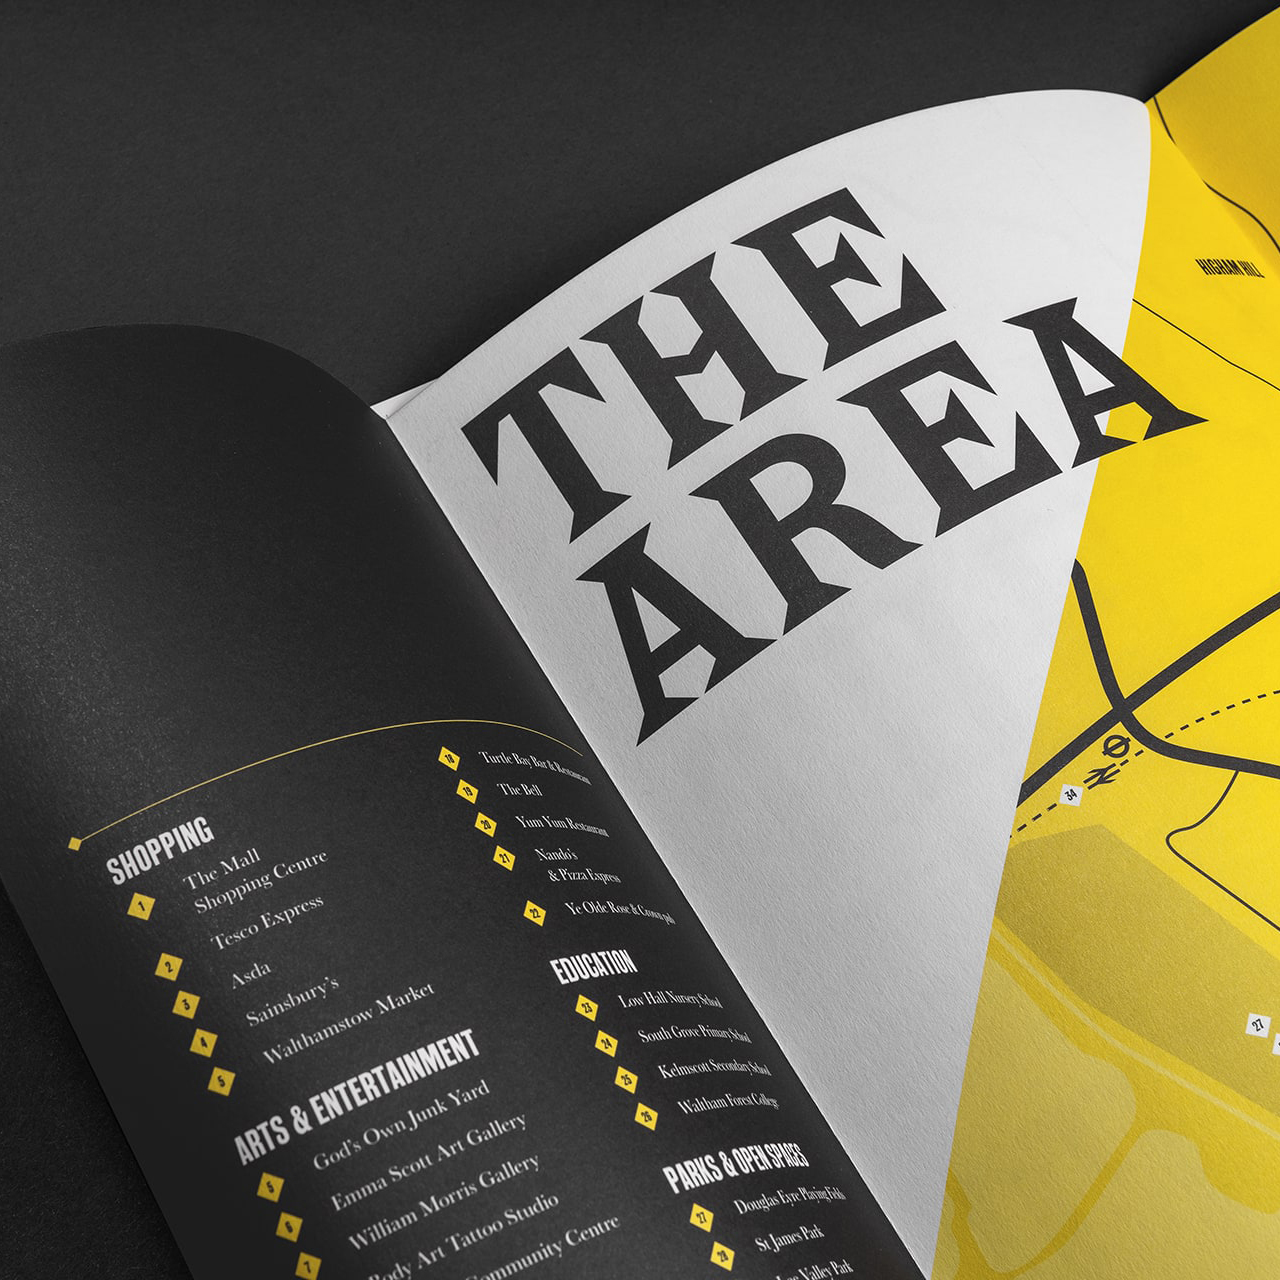 THE
AREA
HIGHAM HILL
34
27
SHOPPING
1 The Mall
Shopping Centre
2 Tesco Express
3 Asda
4 Sainsbury's
5 Walthamstow Market
ARTS & ENTERTAINMENT
5 God's Own Junk Yard
6 Emma Scott Art Gallery
7 William Morris Gallery
Body Art Tattoo Studio
Community Centre
18 Turtle Bay Bar & Restaurant
19 The Bell
20 Yum Yum Restaurant
21 Nando's
& Pizza Express
22 Ye Olde Rose & Crown pub
EDUCATION
23 Low Hall Nursery School
24 South Grove Primary School
25 Kelmscott Secondary School
26 Waltham Forest College
PARKS & OPEN SPACES
27 Douglas Eyre Playing Fields
28 St James Park
Lee Valley Park